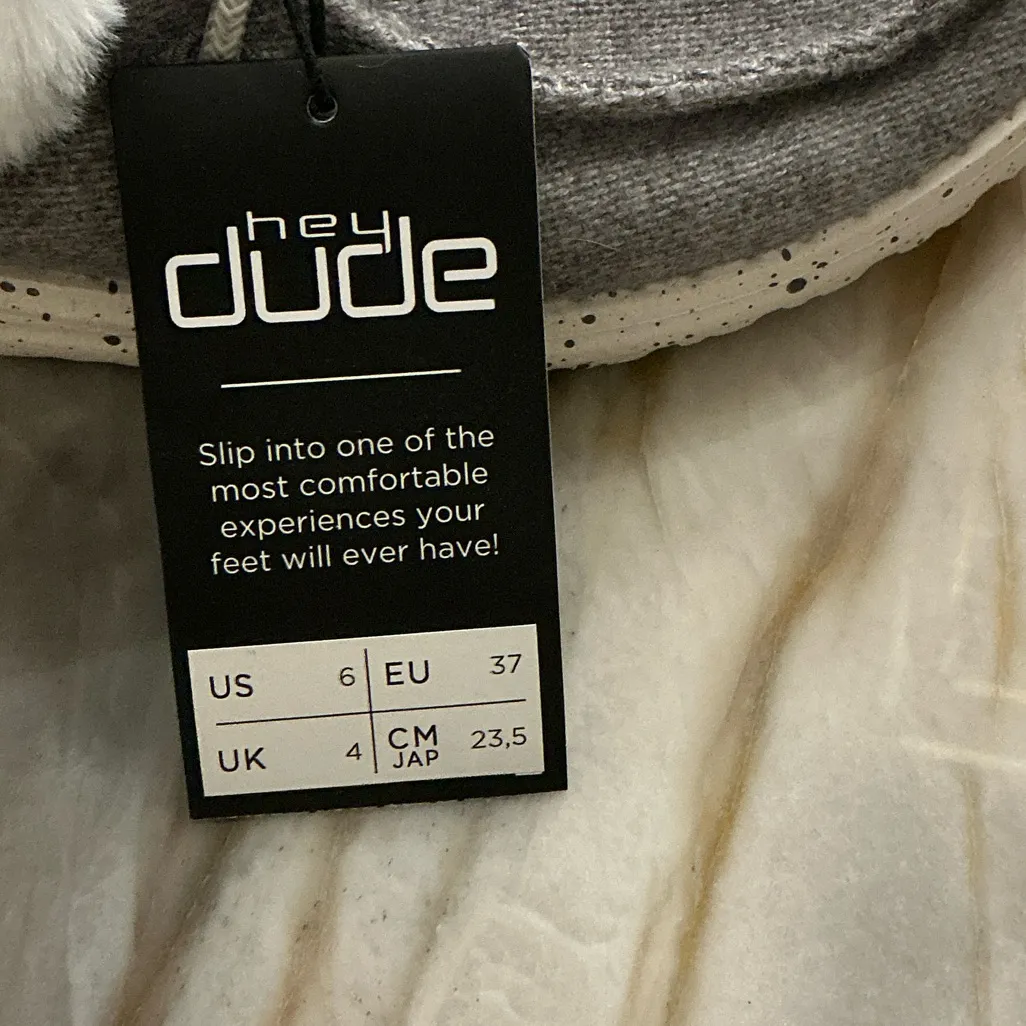 hey
dude
Slip into one of the
most comfortable
experiences your
feet will ever have!
US 6 EU 37
UK 4 CM JAP 23,5